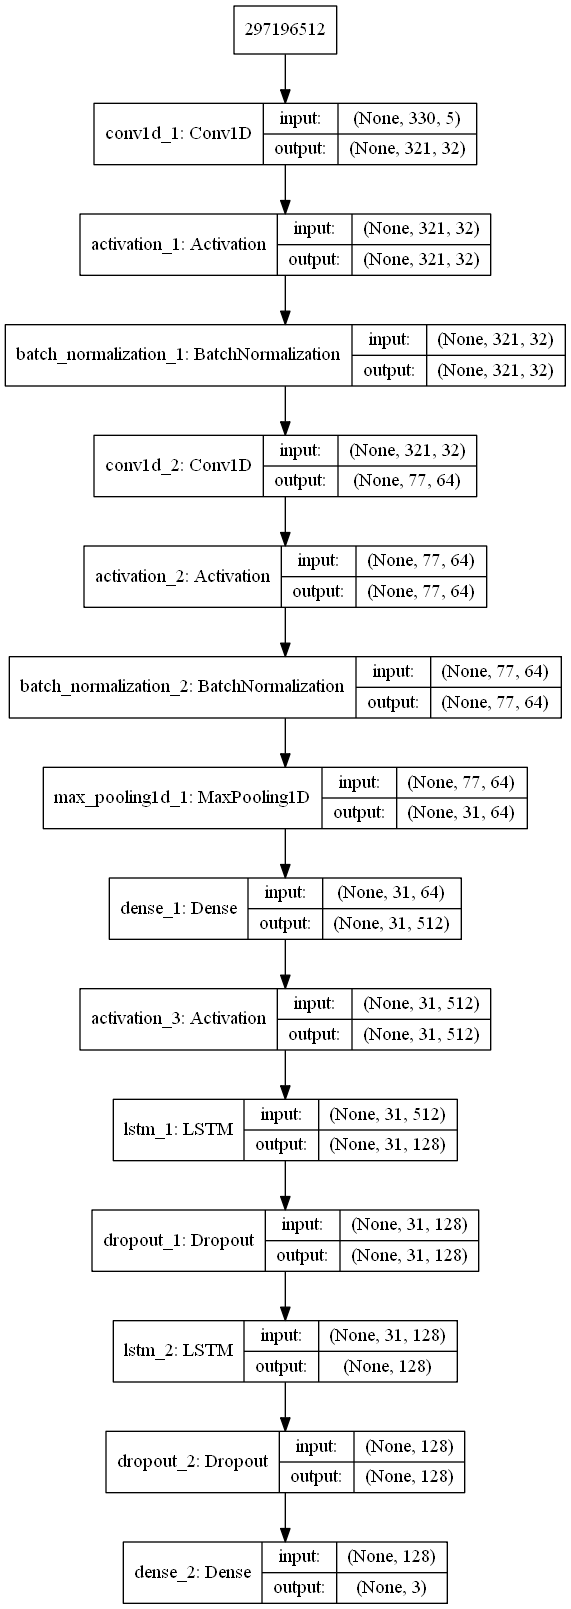 297196512
conv1d_1: Conv1D
input: (None, 330, 5)
output: (None, 321, 32)
activation_1: Activation
input: (None, 321, 32)
output: (None, 321, 32)
batch_normalization_1: BatchNormalization
input: (None, 321, 32)
output: (None, 321, 32)
conv1d_2: Conv1D
input: (None, 321, 32)
output: (None, 77, 64)
activation_2: Activation
input: (None, 77, 64)
output: (None, 77, 64)
batch_normalization_2: BatchNormalization
input: (None, 77, 64)
output: (None, 77, 64)
max_pooling1d_1: MaxPooling1D
input: (None, 77, 64)
output: (None, 31, 64)
dense_1: Dense
input: (None, 31, 64)
output: (None, 31, 512)
activation_3: Activation
input: (None, 31, 512)
output: (None, 31, 512)
lstm_1: LSTM
input: (None, 31, 512)
output: (None, 31, 128)
dropout_1: Dropout
input: (None, 31, 128)
output: (None, 31, 128)
lstm_2: LSTM
input: (None, 31, 128)
output: (None, 128)
dropout_2: Dropout
input: (None, 128)
output: (None, 128)
dense_2: Dense
input: (None, 128)
output: (None, 3)